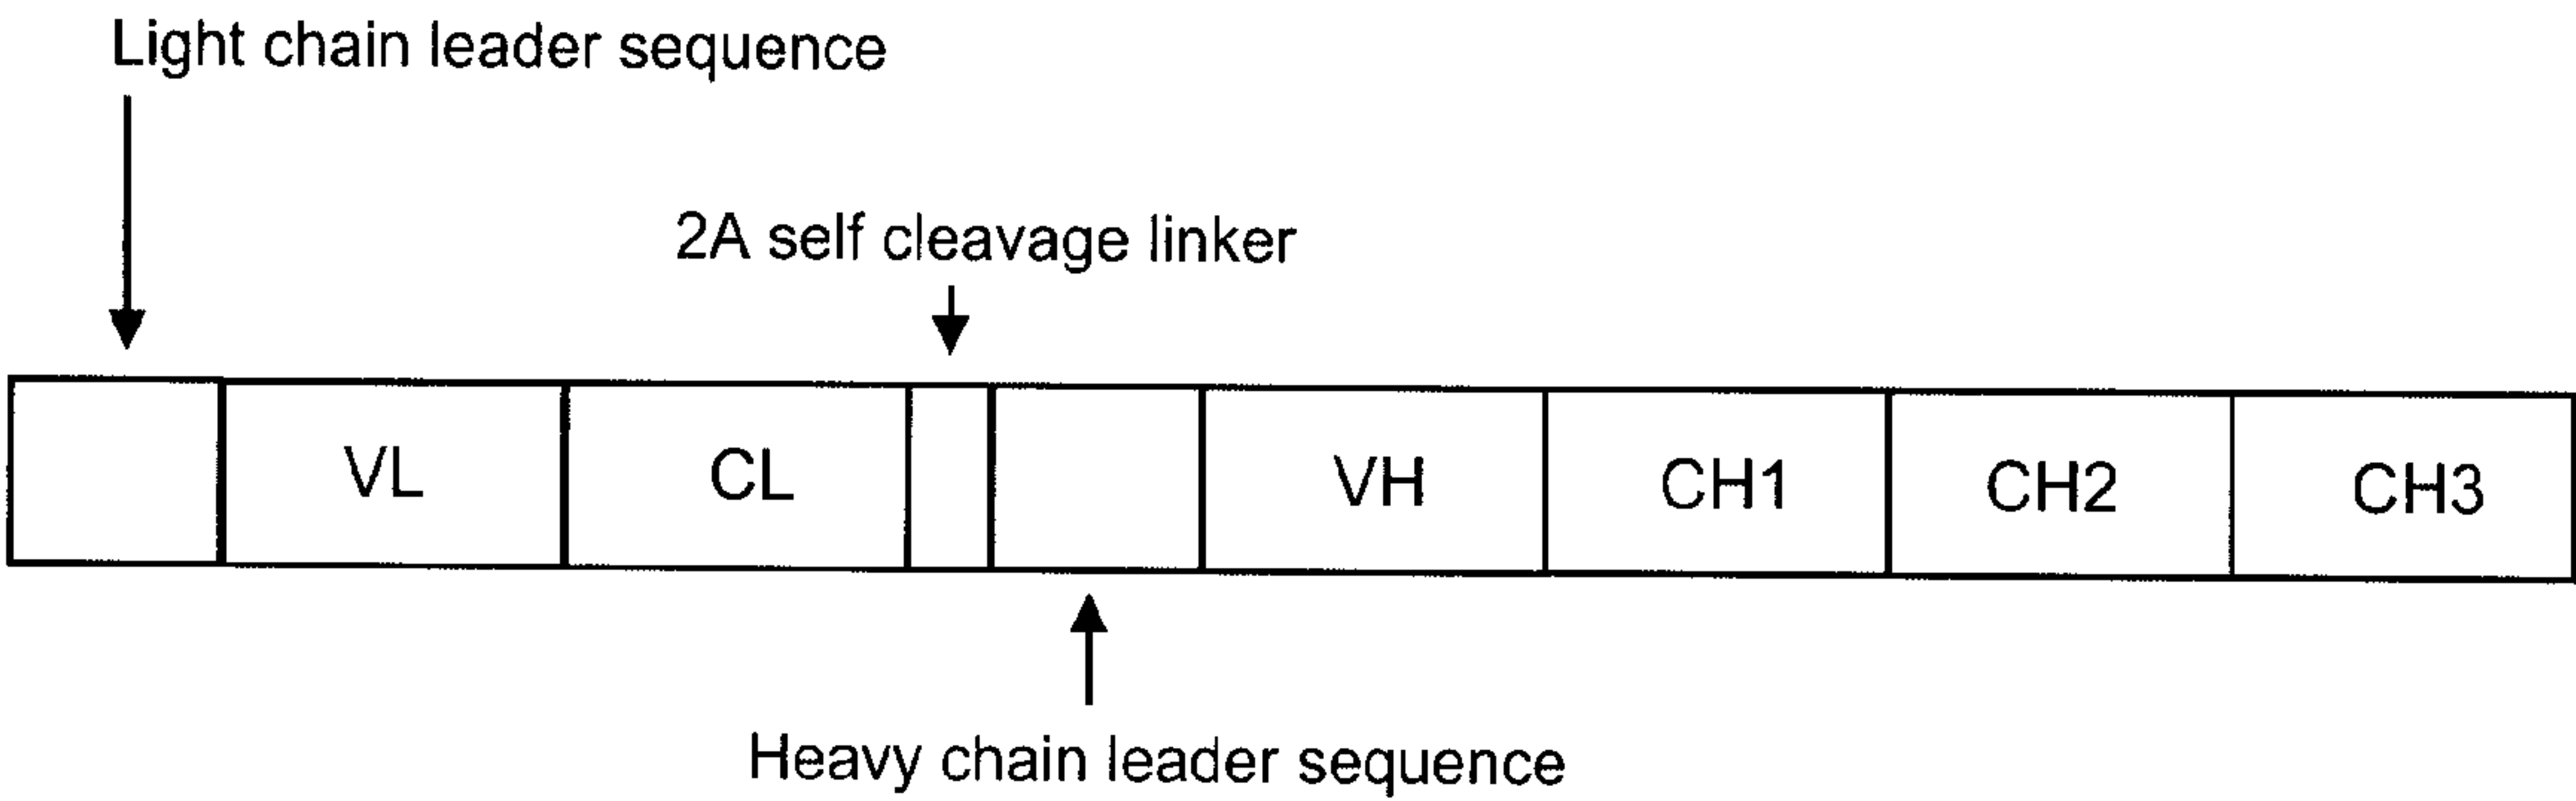 Light chain leader sequence
2A self cleavage linker
VL CL VH CH1 CH2 CH3
Heavy chain leader sequence